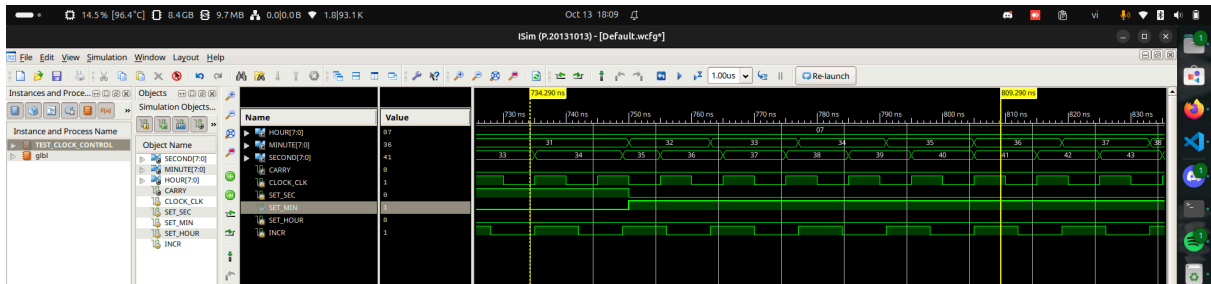 14.5% [96.4°C] 8.4GB 9.7MB 0.0|0.0B 1.8|93.1K Oct 13 18:09 vi
ISim (P.20131013) - [Default.wcfg*]
File Edit View Simulation Window Layout Help
1.00us Re-launch
Instances and Proce...
Instance and Process Name
TEST_CLOCK_CONTROL
glbl
Objects
Simulation Objects...
Object Name
SECOND[7:0]
MINUTE[7:0]
HOUR[7:0]
CARRY
CLOCK_CLK
SET_SEC
SET_MIN
SET_HOUR
INCR
734.290 ns 809.290 ns
Name Value 730 ns 740 ns 750 ns 760 ns 770 ns 780 ns 790 ns 800 ns 810 ns 820 ns 830 ns
HOUR[7:0] 07 07
MINUTE[7:0] 36 31 32 33 34 35 36 37 38
SECOND[7:0] 41 33 34 35 36 37 38 39 40 41 42 43
CARRY 0
CLOCK_CLK 1
SET_SEC 0
SET_MIN 1
SET_HOUR 0
INCR 1